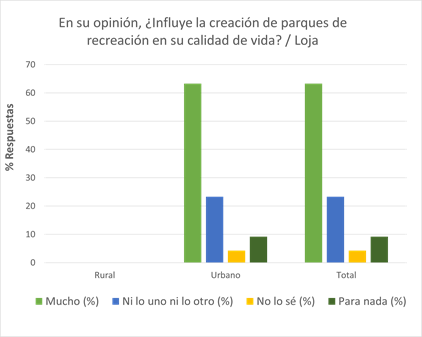 En su opinión, ¿Influye la creación de parques de
recreación en su calidad de vida? / Loja
% Respuestas
70
60
50
40
30
20
10
0
Rural Urbano Total
Mucho (%) Ni lo uno ni lo otro (%) No lo sé (%) Para nada (%)